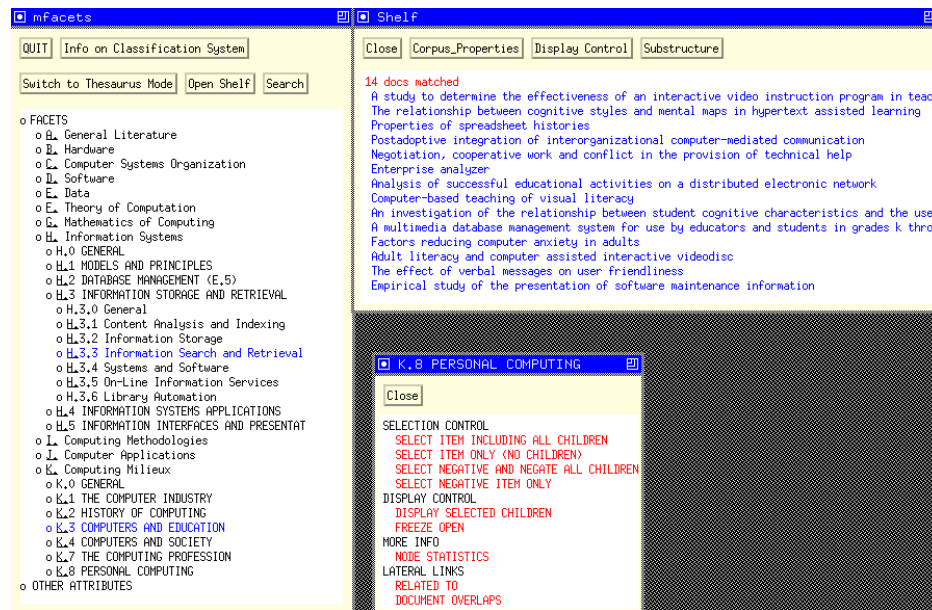 mfacets
QUIT Info on Classification System
Switch to Thesaurus Mode Open Shelf Search
o FACETS
o A. General Literature
o B. Hardware
o C. Computer Systems Organization
o D. Software
o E. Data
o F. Theory of Computation
o G. Mathematics of Computing
o H. Information Systems
o H.0 GENERAL
o H.1 MODELS AND PRINCIPLES
o H.2 DATABASE MANAGEMENT (E.5)
o H.3 INFORMATION STORAGE AND RETRIEVAL
o H.3.0 General
o H.3.1 Content Analysis and Indexing
o H.3.2 Information Storage
o H.3.3 Information Search and Retrieval
o H.3.4 Systems and Software
o H.3.5 On-Line Information Services
o H.3.6 Library Automation
o H.4 INFORMATION SYSTEMS APPLICATIONS
o H.5 INFORMATION INTERFACES AND PRESENTAT
o I. Computing Methodologies
o J. Computer Applications
o K. Computing Milieux
o K.0 GENERAL
o K.1 THE COMPUTER INDUSTRY
o K.2 HISTORY OF COMPUTING
o K.3 COMPUTERS AND EDUCATION
o K.4 COMPUTERS AND SOCIETY
o K.7 THE COMPUTING PROFESSION
o K.8 PERSONAL COMPUTING
o OTHER ATTRIBUTES
Shelf
Close Corpus_Properties Display Control Substructure
14 docs matched
A study to determine the effectiveness of an interactive video instruction program in teac
The relationship between cognitive styles and mental maps in hypertext assisted learning
Properties of spreadsheet histories
Postadoptive integration of interorganizational computer-mediated communication
Negotiation, cooperative work and conflict in the provision of technical help
Enterprise analyzer
Analysis of successful educational activities on a distributed electronic network
Computer-based teaching of visual literacy
An investigation of the relationship between student cognitive characteristics and the use
A multimedia database management system for use by educators and students in grades k thro
Factors reducing computer anxiety in adults
Adult literacy and computer assisted interactive videodisc
The effect of verbal messages on user friendliness
Empirical study of the presentation of software maintenance information
K.8 PERSONAL COMPUTING
Close
SELECTION CONTROL
SELECT ITEM INCLUDING ALL CHILDREN
SELECT ITEM ONLY (NO CHILDREN)
SELECT NEGATIVE AND NEGATE ALL CHILDREN
SELECT NEGATIVE ITEM ONLY
DISPLAY CONTROL
DISPLAY SELECTED CHILDREN
FREEZE OPEN
MORE INFO
NODE STATISTICS
LATERAL LINKS
RELATED TO
DOCUMENT OVERLAPS